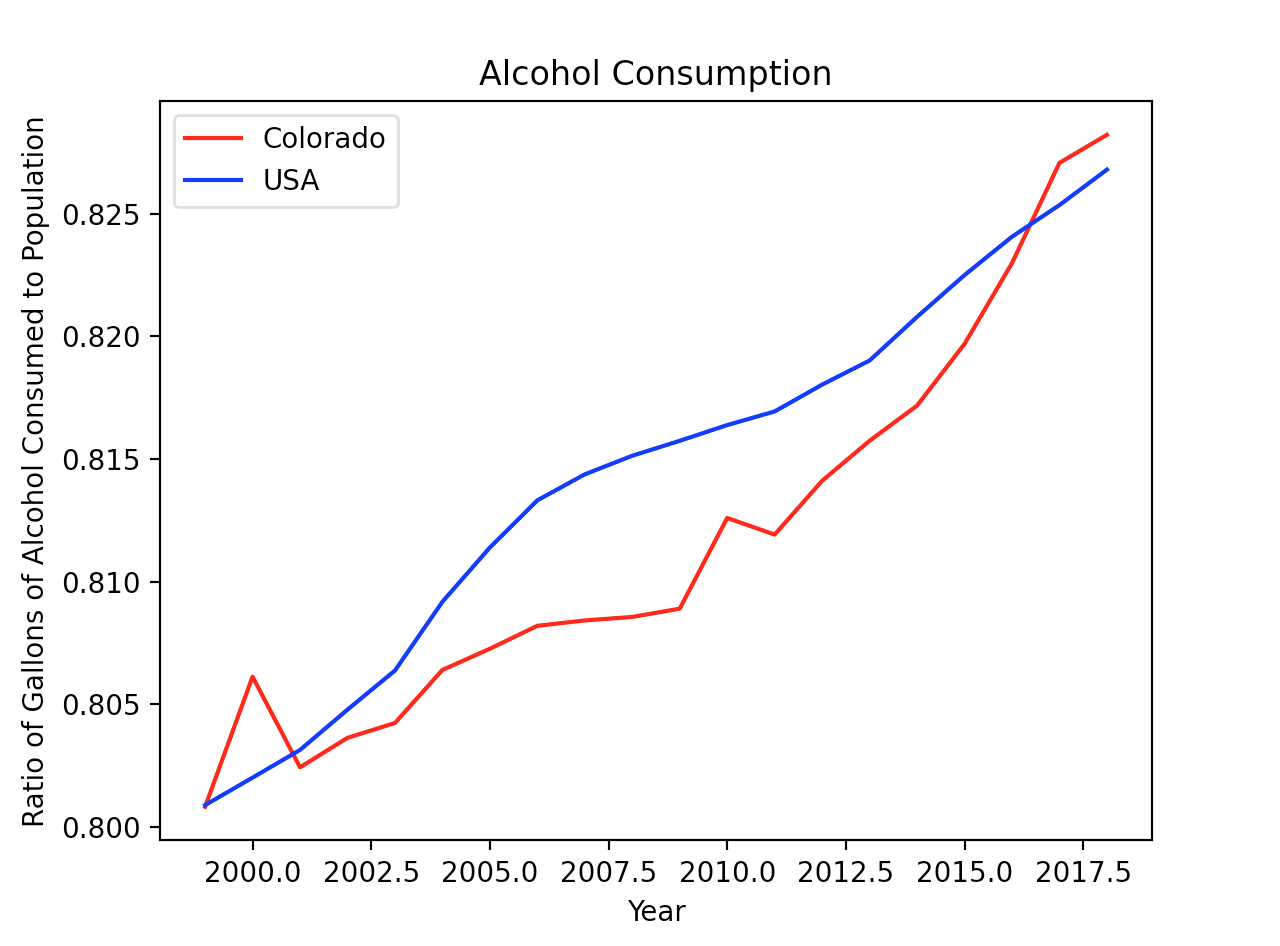 Alcohol Consumption
Colorado
USA
Ratio of Gallons of Alcohol Consumed to Population
0.825
0.820
0.815
0.810
0.805
0.800
2000.0 2002.5 2005.0 2007.5 2010.0 2012.5 2015.0 2017.5
Year